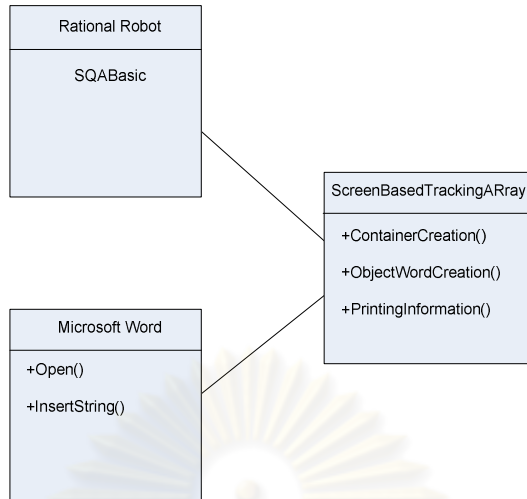 Rational Robot
SQABasic
ScreenBasedTrackingARray
+ContainerCreation()
+ObjectWordCreation()
+PrintingInformation()
Microsoft Word
+Open()
+InsertString()